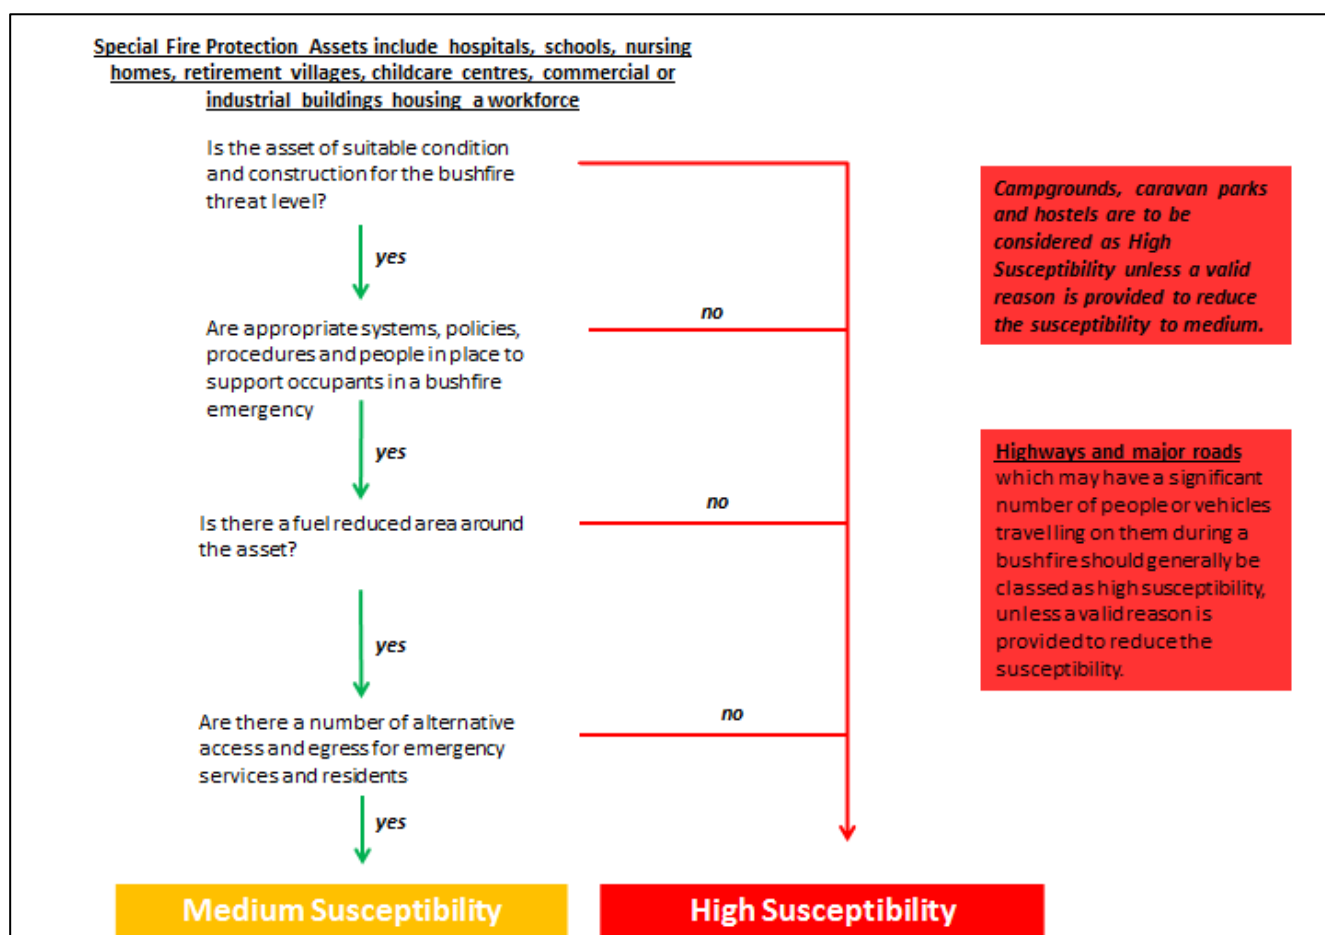 Special Fire Protection Assets include hospitals, schools, nursing
homes, retirement villages, childcare centres, commercial or
industrial buildings housing a workforce
Is the asset of suitable condition
and construction for the bushfire
threat level?
yes
Are appropriate systems, policies,
procedures and people in place to
support occupants in a bushfire
emergency
no
yes
Is there a fuel reduced area around
the asset?
no
yes
Are there a number of alternative
access and egress for emergency
services and residents
no
yes
Medium Susceptibility
High Susceptibility
Campgrounds, caravan parks
and hostels are to be
considered as High
Susceptibility unless a valid
reason is provided to reduce
the susceptibility to medium.
Highways and major roads
which may have a significant
number of people or vehicles
travelling on them during a
bushfire should generally be
classed as high susceptibility,
unless a valid reason is
provided to reduce the
susceptibility.